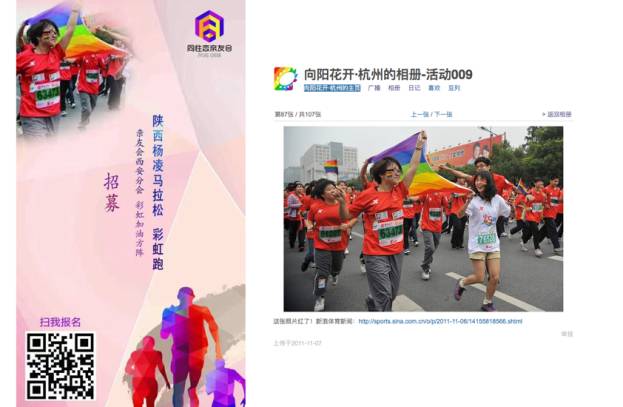 同性恋亲友会
陕西杨凌马拉松 彩虹跑
亲友会西安分会 彩虹加油方阵
招募
扫我报名
向阳花开·杭州的相册-活动009
向阳花开·杭州的主页 广播 相册 日记 喜欢 豆列
第87张 / 共107张
上一张 / 下一张
> 返回相册
这张照片红了！新浪体育新闻：http://sports.sina.com.cn/o/p/2011-11-06/14155818566.shtml
上传于2011-11-07